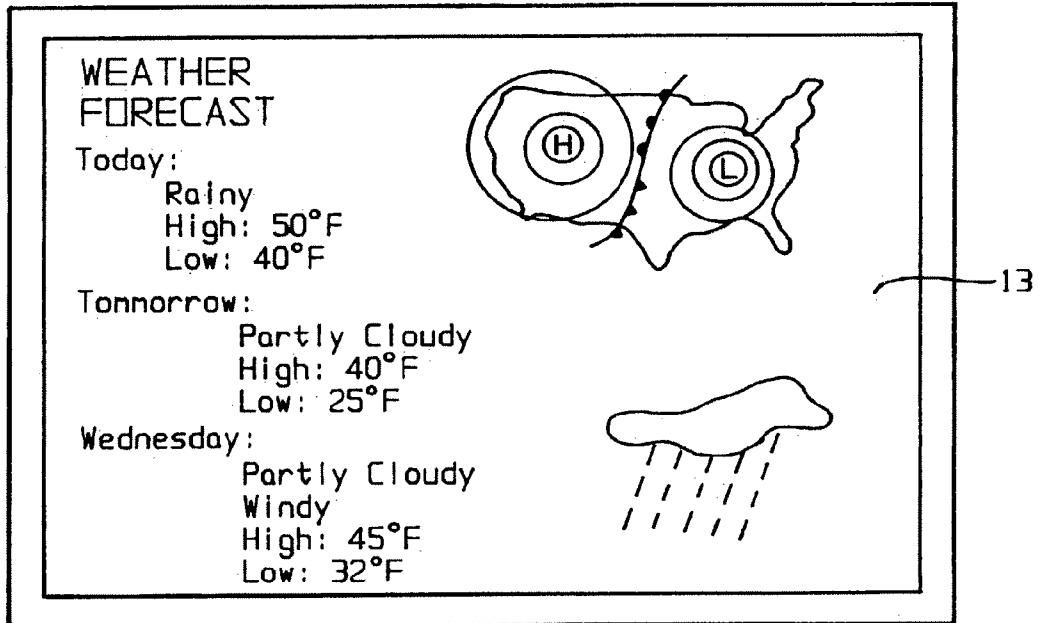 WEATHER
FORECAST
Today:
Rainy
High: 50°F
Low: 40°F
Tommorrow:
Partly Cloudy
High: 40°F
Low: 25°F
Wednesday:
Partly Cloudy
Windy
High: 45°F
Low: 32°F
H
L
13